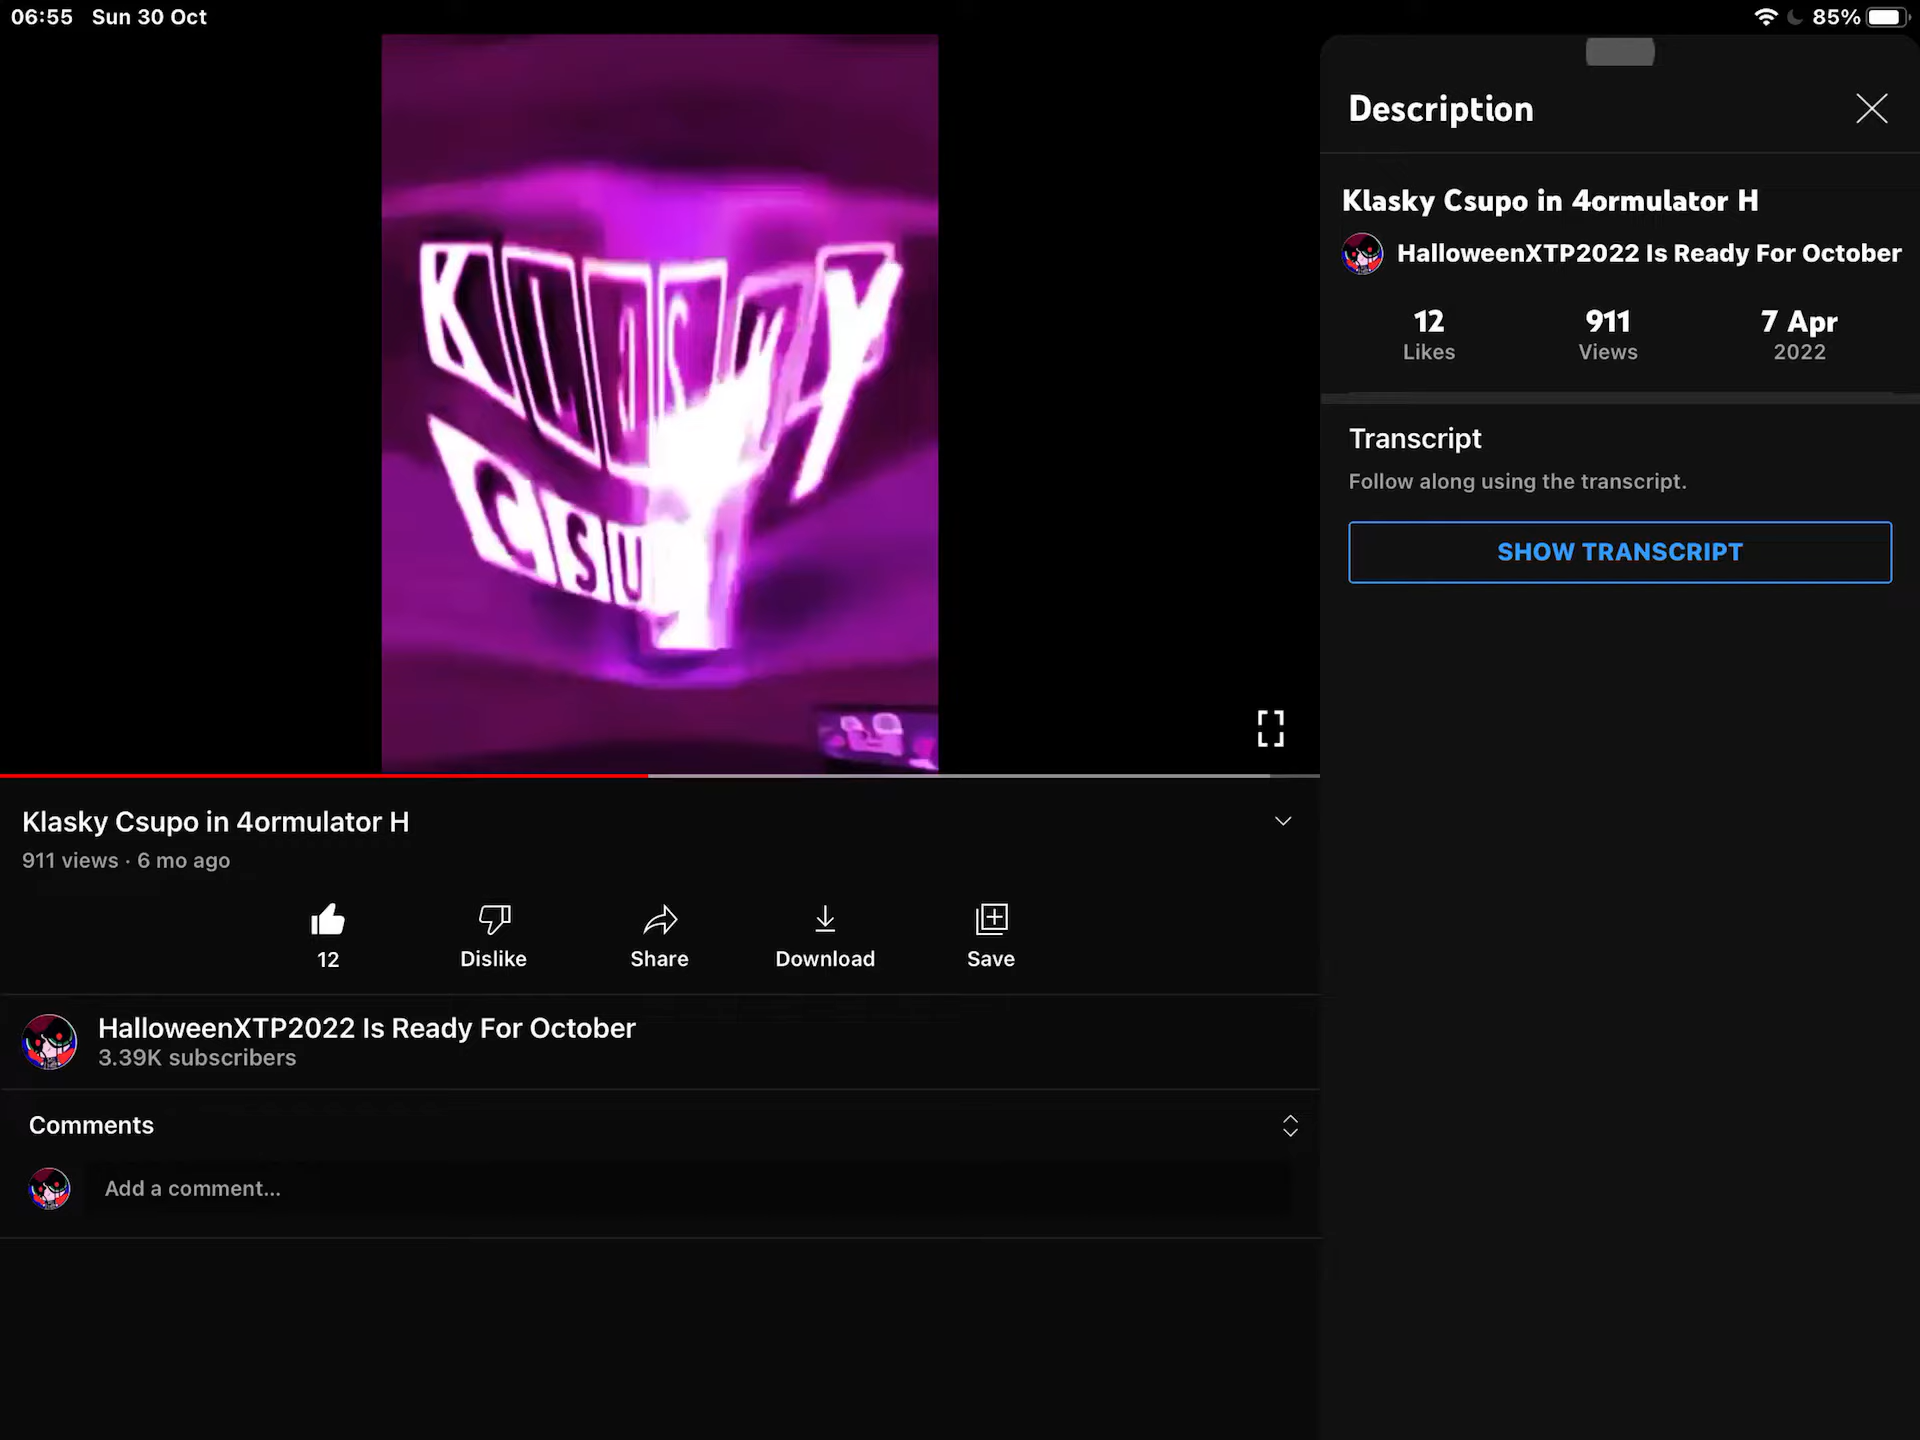 06:55 Sun 30 Oct
85%
Klasky
Csu
Description
Klasky Csupo in 4ormulator H
HalloweenXTP2022 Is Ready For October
12 911 7 Apr
Likes Views 2022
Transcript
Follow along using the transcript.
SHOW TRANSCRIPT
Klasky Csupo in 4ormulator H
911 views · 6 mo ago
12 Dislike Share Download Save
HalloweenXTP2022 Is Ready For October
3.39K subscribers
Comments
Add a comment...